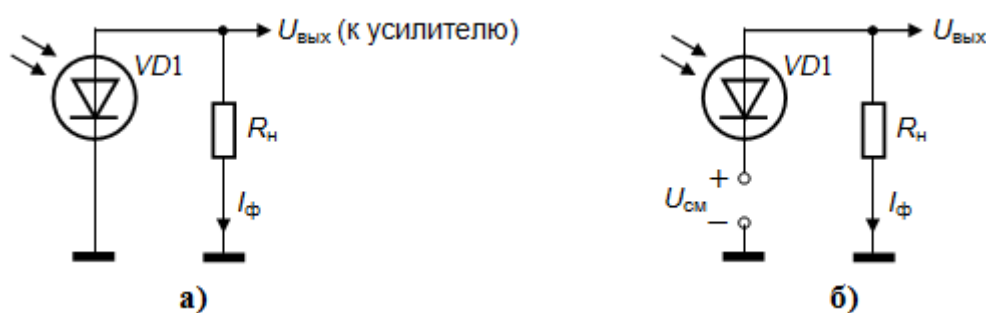 Uвых (к усилителю)
VD1
Rн
Iф
а)
Uвых
VD1
Rн
+
Uсм
−
Iф
б)